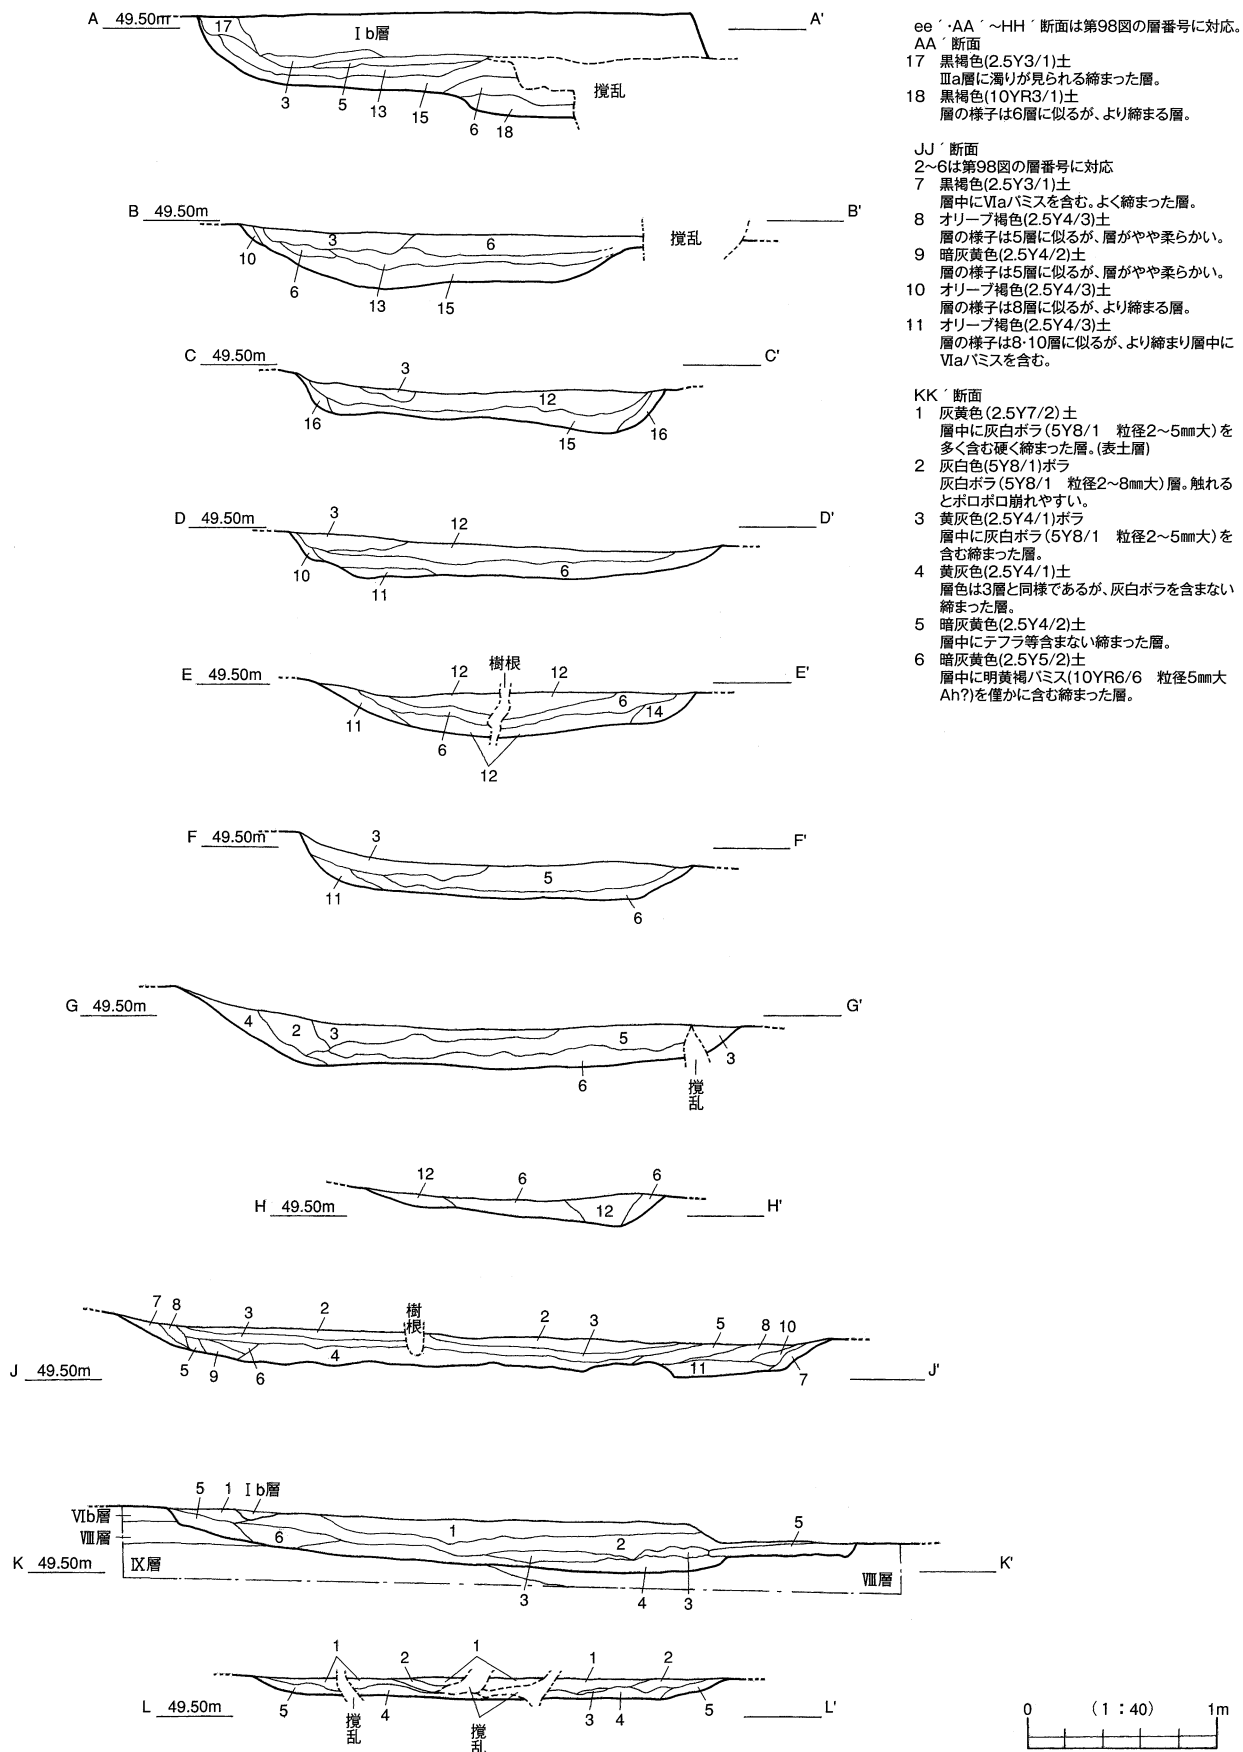 A 49.50m A'
17 Ⅰb層
撹乱
3 5 13 15 6 18
B 49.50m B'
3 6 撹乱
10 6 13 15
C 49.50m C'
3 12
16 15 16
D 49.50m D'
3 12
10 11 6
E 49.50m E'
12 樹根 12
6 14
11 6 12
F 49.50m F'
3
5
11 6
G 49.50m G'
4 2 3 5 3
6 撹乱
H 49.50m H'
12 6 6
12
J 49.50m J'
7 8 3 2 樹根 2 3 5 8 10
5 9 6 4 11 7
K 49.50m K'
5 1 Ⅰb層
Ⅵb層
Ⅷ層
Ⅸ層
6 1 2 5
3 4 3 Ⅷ層
L 49.50m L'
1 2 1 1 2
5 撹乱 4 撹乱 3 4 5
ee´・AA´~HH´断面は第98図の層番号に対応。
AA´断面
17 黒褐色(2.5Y3/1)土
Ⅲa層に濁りが見られる締まった層。
18 黒褐色(10YR3/1)土
層の様子は6層に似るが、より締まる層。
JJ´断面
2~6は第98図の層番号に対応
7 黒褐色(2.5Y3/1)土
層中にⅥaパミスを含む。よく締まった層。
8 オリーブ褐色(2.5Y4/3)土
層の様子は5層に似るが、層がやや柔らかい。
9 暗灰黄色(2.5Y4/2)土
層の様子は5層に似るが、層がやや柔らかい。
10 オリーブ褐色(2.5Y4/3)土
層の様子は8層に似るが、より締まる層。
11 オリーブ褐色(2.5Y4/3)土
層の様子は8・10層に似るが、より締まり層中に
Ⅵaパミスを含む。
KK´断面
1 灰黄色(2.5Y7/2)土
層中に灰白ボラ(5Y8/1 粒径2~5㎜大)を
多く含む硬く締まった層。(表土層)
2 灰白色(5Y8/1)ボラ
灰白ボラ(5Y8/1 粒径2~8㎜大)層。触れる
とボロボロ崩れやすい。
3 黄灰色(2.5Y4/1)ボラ
層中に灰白ボラ(5Y8/1 粒径2~5㎜大)を
含む締まった層。
4 黄灰色(2.5Y4/1)土
層色は3層と同様であるが、灰白ボラを含まない
締まった層。
5 暗灰黄色(2.5Y4/2)土
層中にテフラ等含まない締まった層。
6 暗灰黄色(2.5Y5/2)土
層中に明黄褐パミス(10YR6/6 粒径5㎜大
Ah?)を僅かに含む締まった層。
0 (1:40) 1m